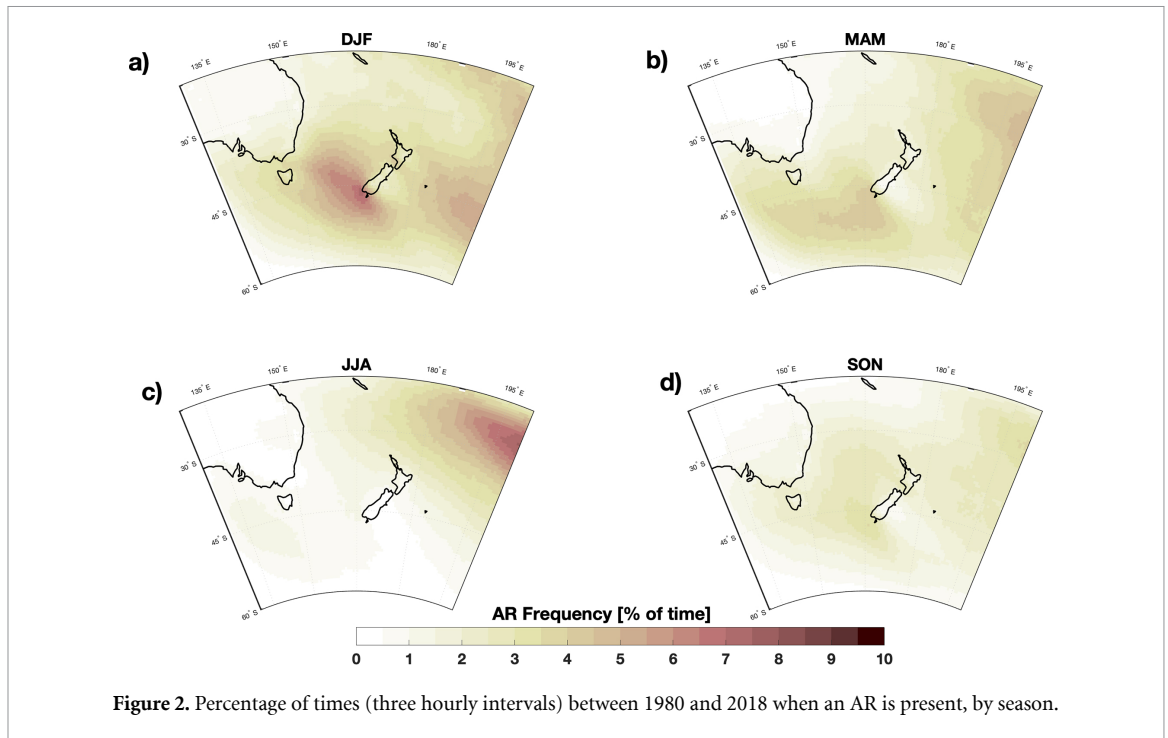 DJF
a)
135° E
150° E
180° E
195° E
30° S
45° S
60° S
MAM
b)
135° E
150° E
180° E
195° E
30° S
45° S
60° S
JJA
c)
135° E
150° E
180° E
195° E
30° S
45° S
60° S
SON
d)
135° E
150° E
180° E
195° E
30° S
45° S
60° S
AR Frequency [% of time]
0 1 2 3 4 5 6 7 8 9 10
Figure 2. Percentage of times (three hourly intervals) between 1980 and 2018 when an AR is present, by season.